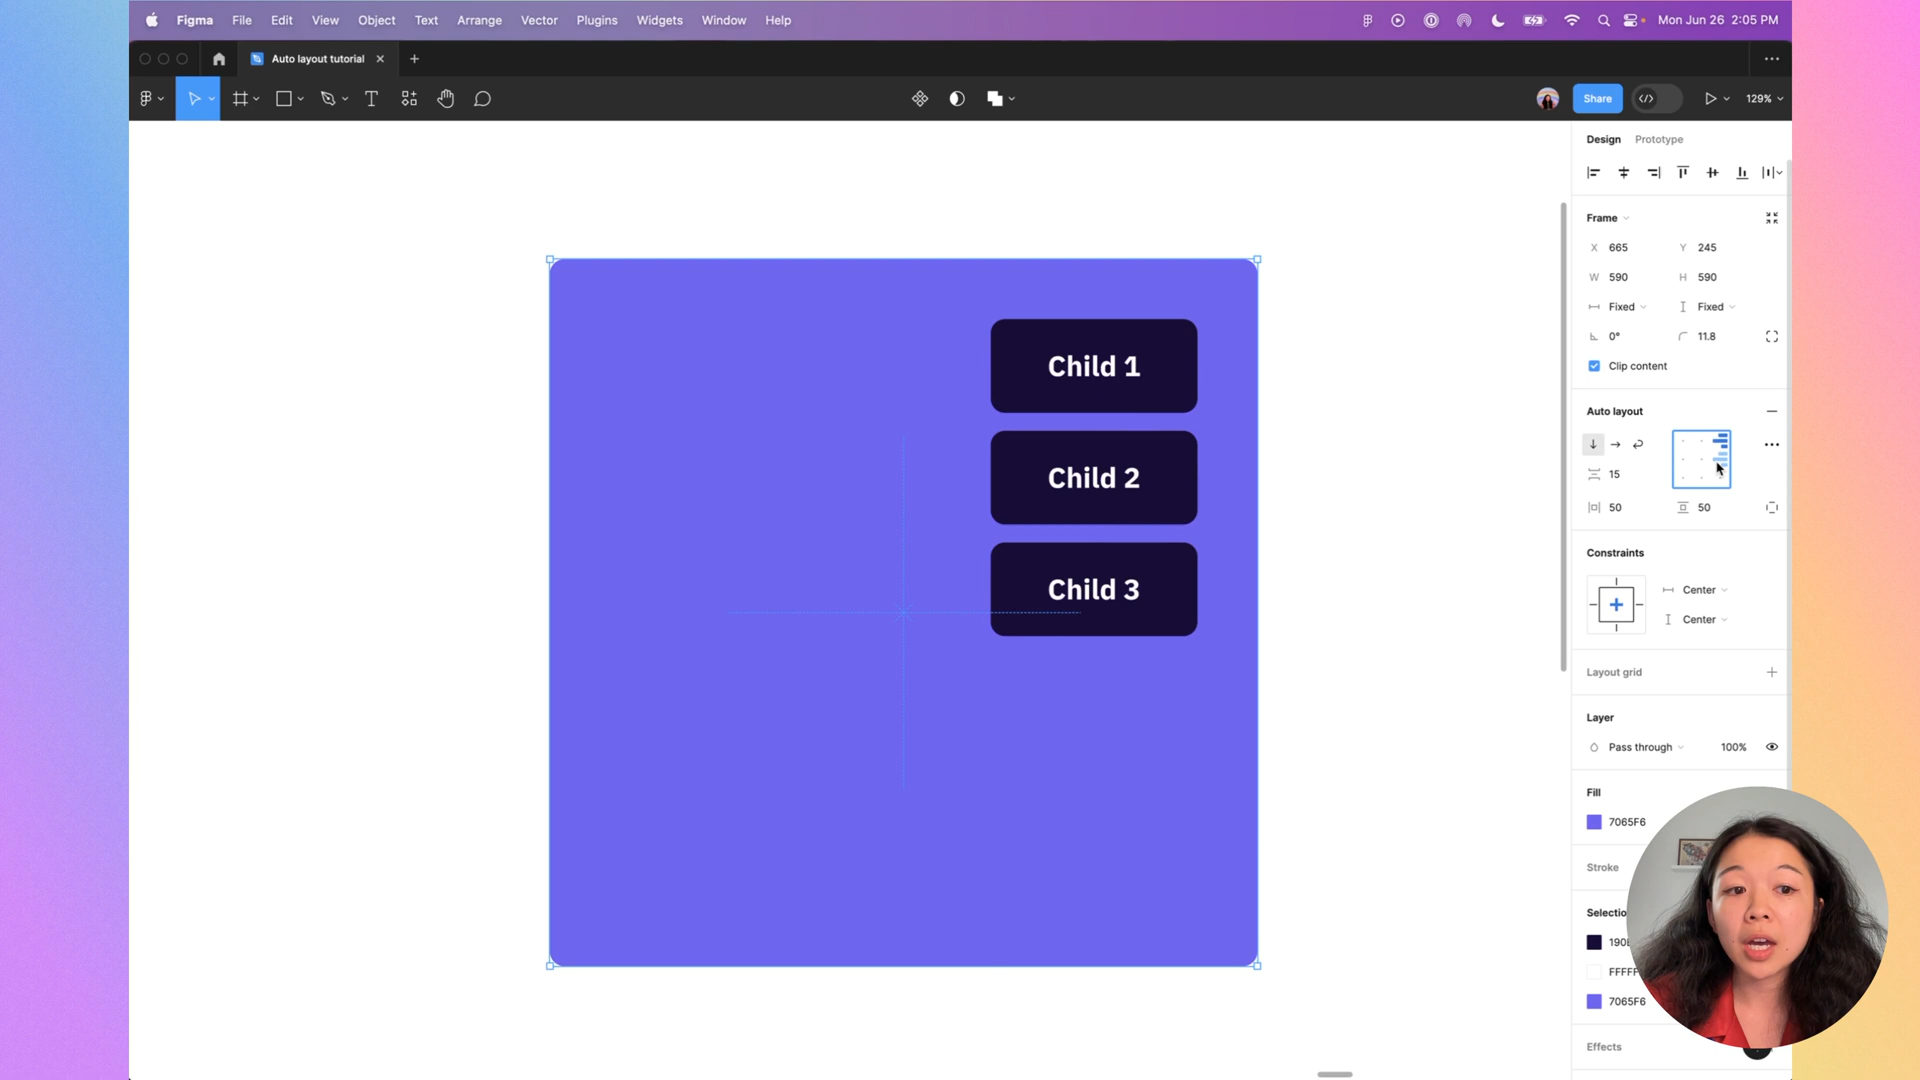 Figma File Edit View Object Text Arrange Vector Plugins Widgets Window Help Mon Jun 26 2:05 PM
Auto layout tutorial
Share 129%
Design Prototype
Frame
X 665 Y 245
W 590 H 590
Fixed Fixed
0° 11.8
Clip content
Auto layout
15
50 50
Constraints
Center
Center
Layout grid
Layer
Pass through 100%
Fill
7065F6
Stroke
Selectio
190
FFFFF
7065F6
Effects
Child 1
Child 2
Child 3